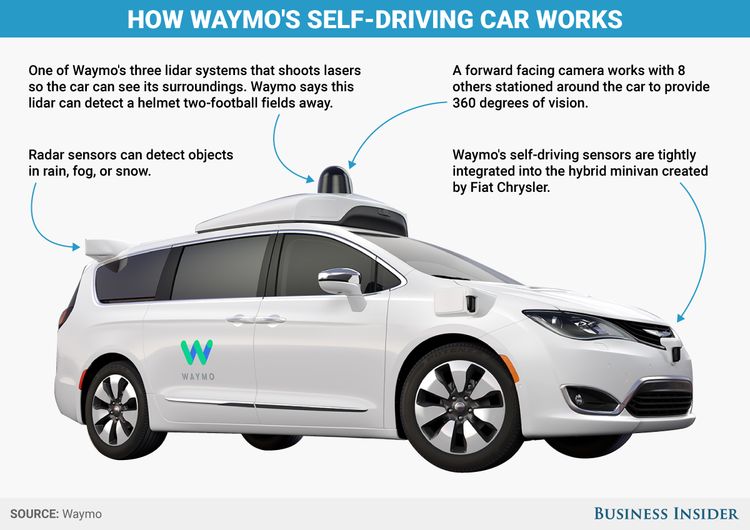 HOW WAYMO'S SELF-DRIVING CAR WORKS
One of Waymo's three lidar systems that shoots lasers
so the car can see its surroundings. Waymo says this
lidar can detect a helmet two-football fields away.
A forward facing camera works with 8
others stationed around the car to provide
360 degrees of vision.
Radar sensors can detect objects
in rain, fog, or snow.
Waymo's self-driving sensors are tightly
integrated into the hybrid minivan created
by Fiat Chrysler.
WAYMO
SOURCE: Waymo
BUSINESS INSIDER